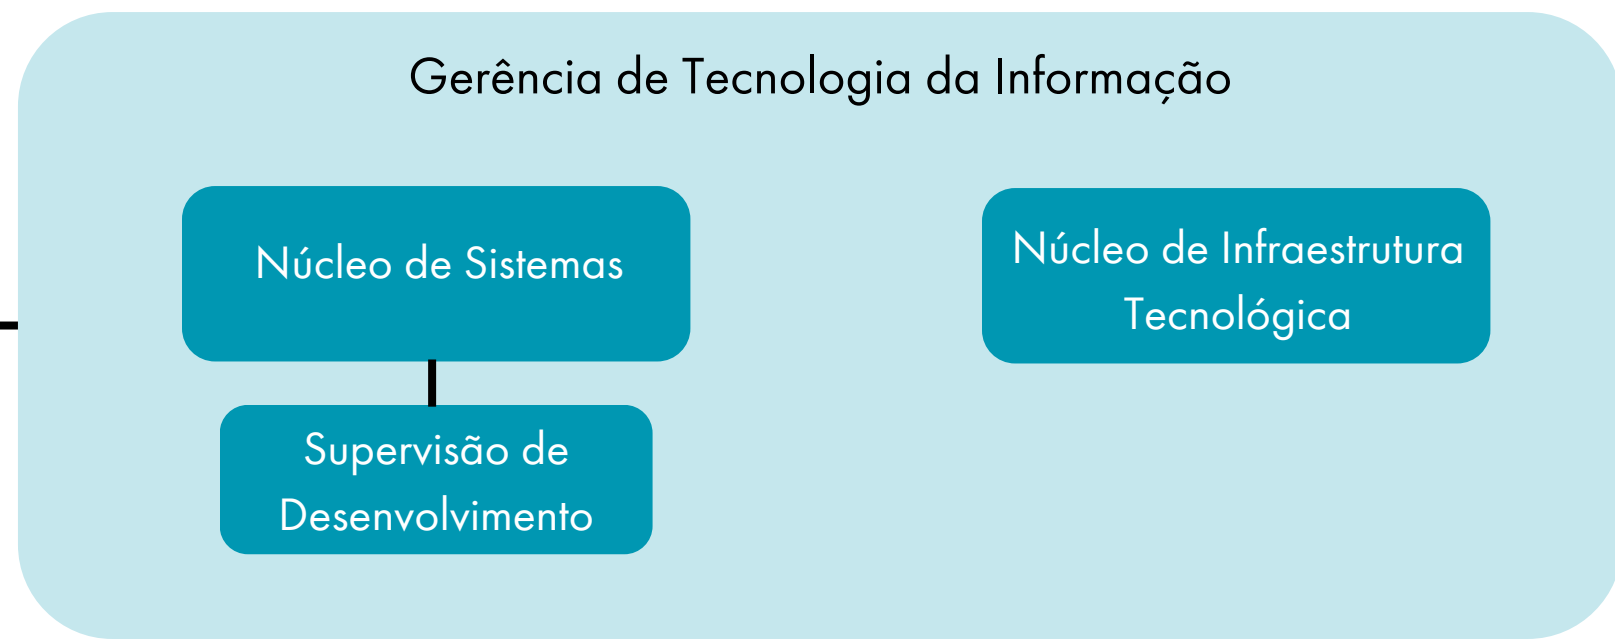 Gerência de Tecnologia da Informação
Núcleo de Sistemas
Núcleo de Infraestrutura
Tecnológica
Supervisão de
Desenvolvimento